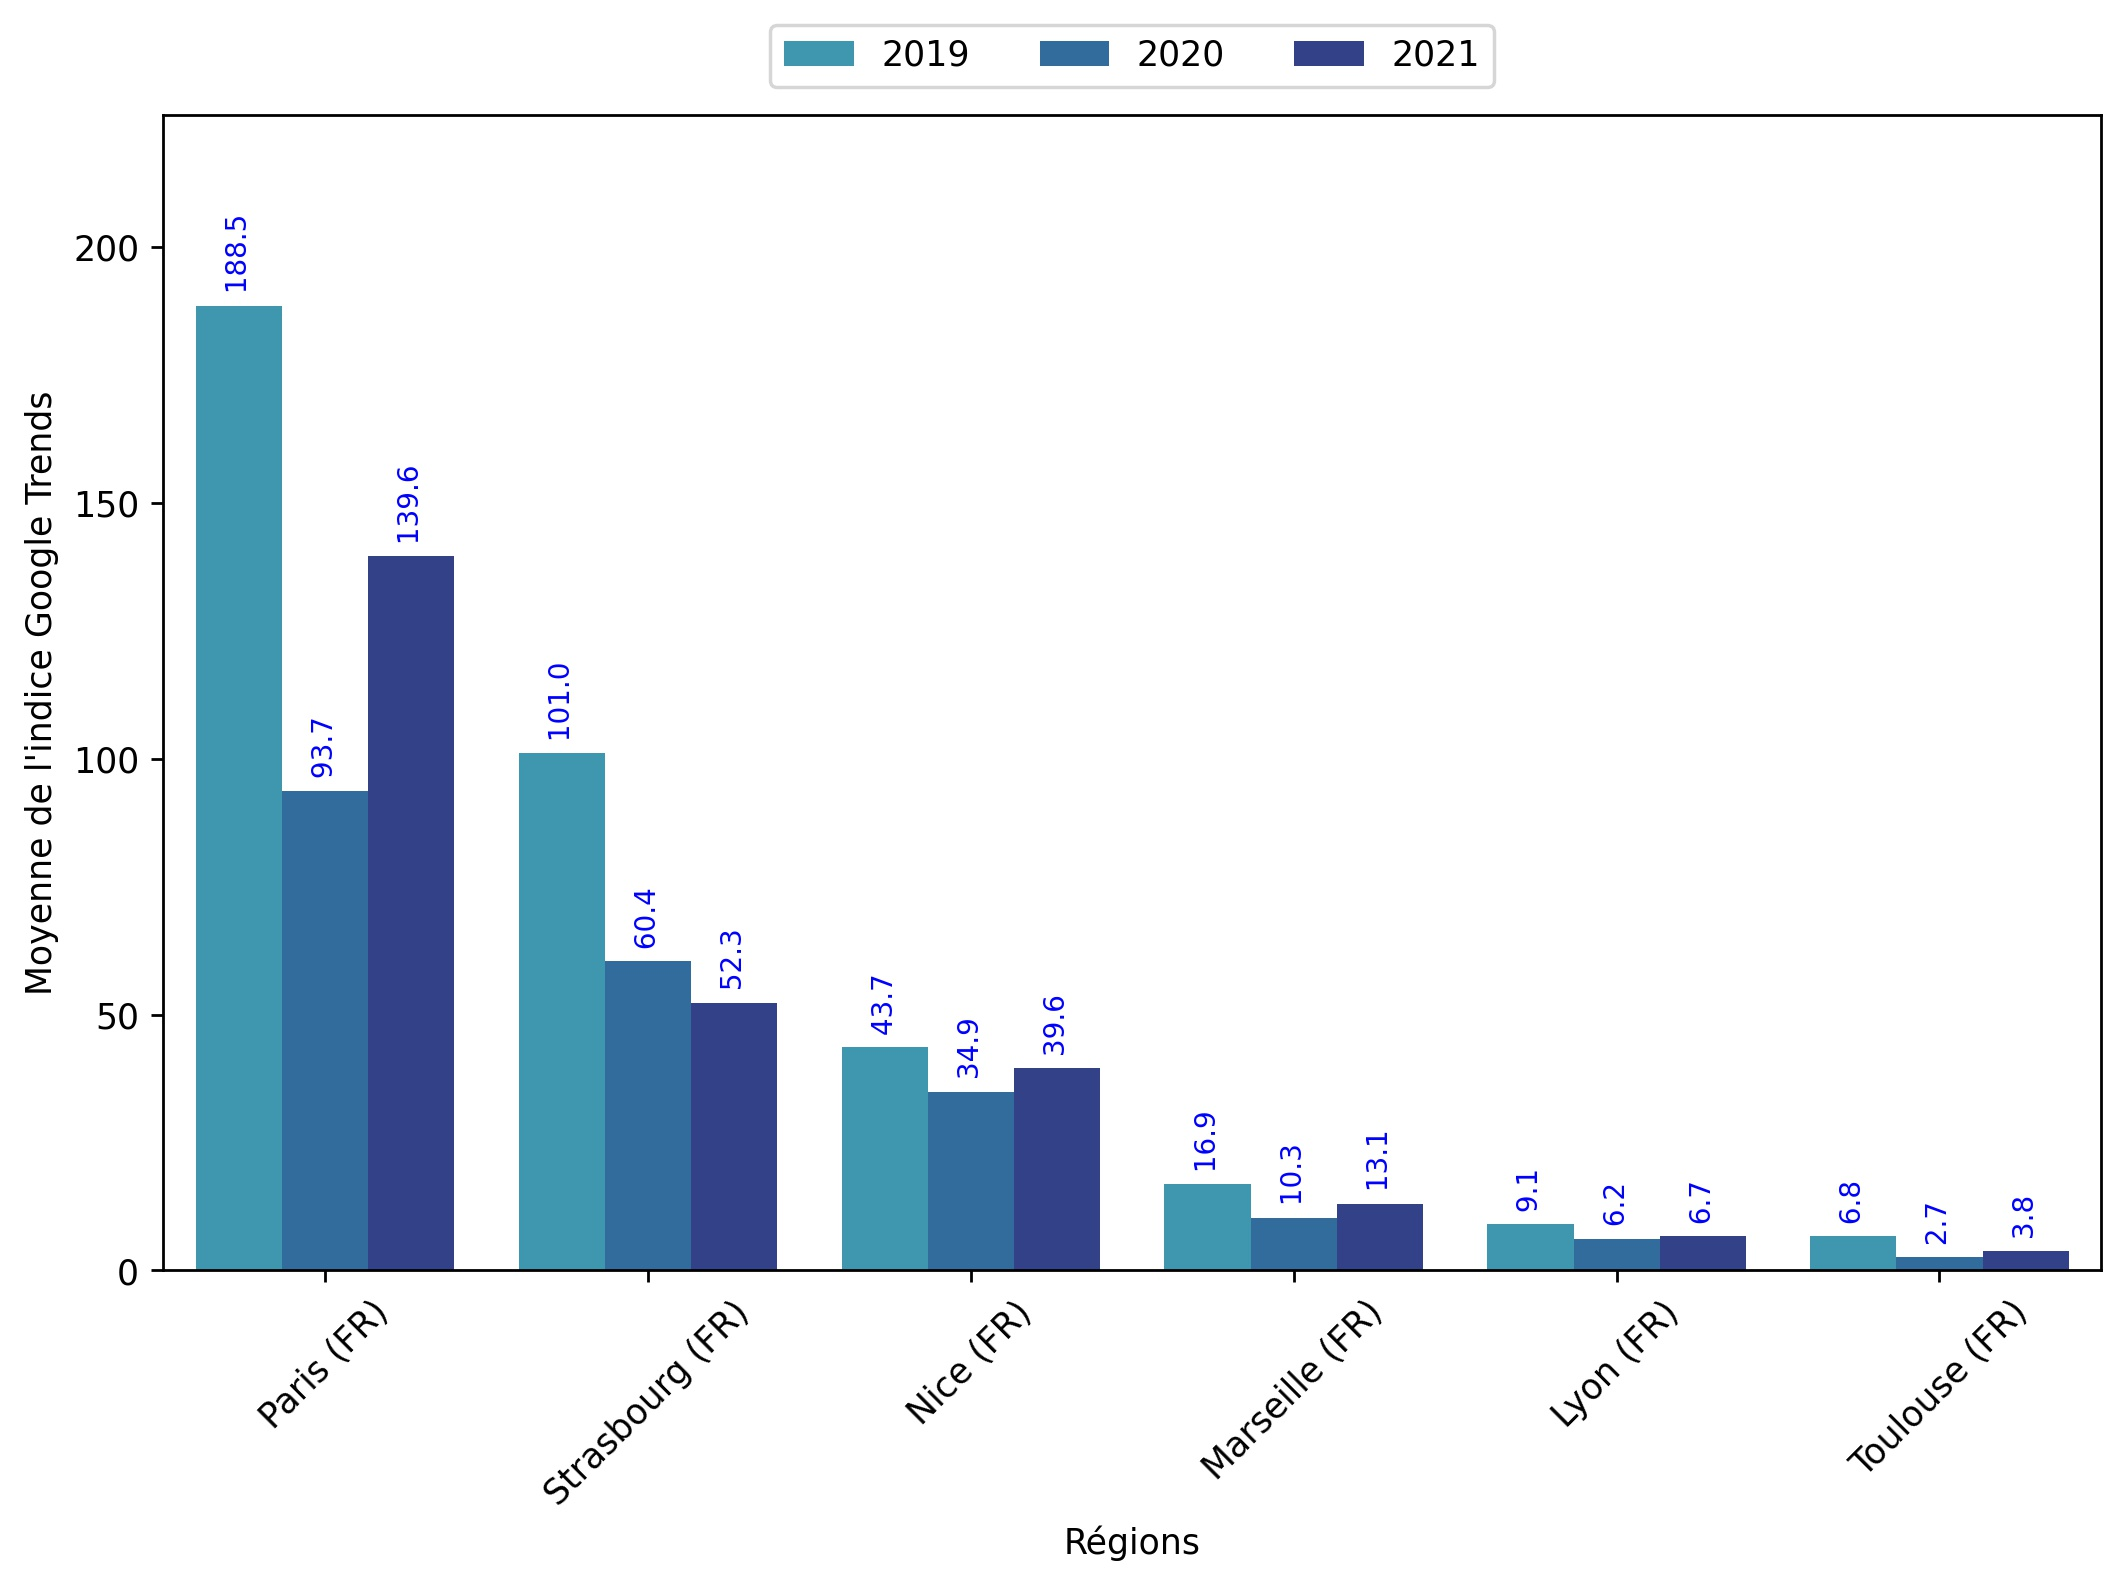 2019 2020 2021
Moyenne de l'indice Google Trends
200
150
100
50
0
188.5
93.7
139.6
101.0
60.4
52.3
43.7
34.9
39.6
16.9
10.3
13.1
9.1
6.2
6.7
6.8
2.7
3.8
Paris (FR)
Strasbourg (FR)
Nice (FR)
Marseille (FR)
Lyon (FR)
Toulouse (FR)
Régions